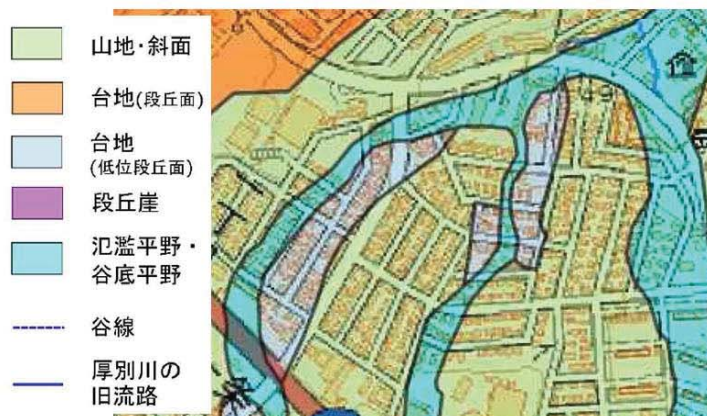 山地・斜面
台地(段丘面)
台地
(低位段丘面)
段丘崖
氾濫平野・
谷底平野
谷線
厚別川の
旧流路
49